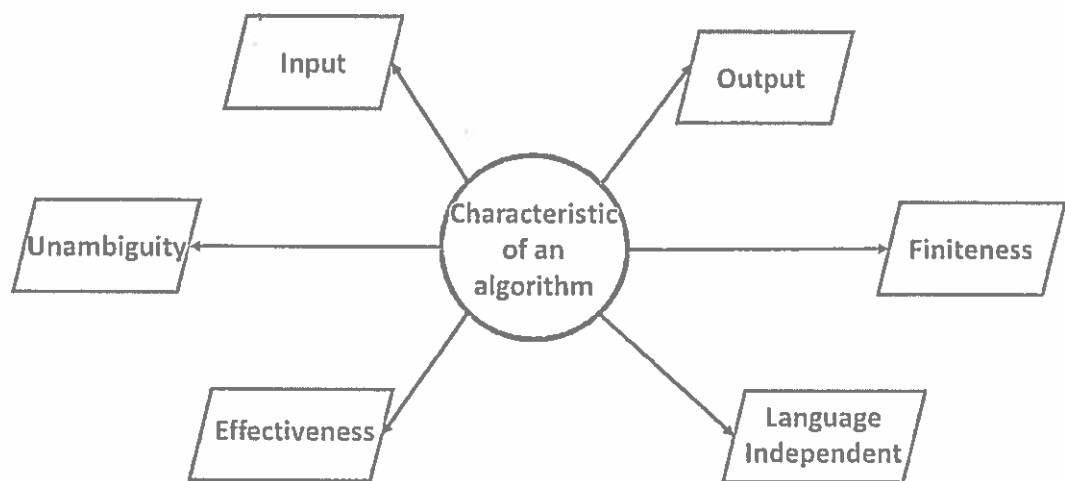 Input
Output
Characteristic
of an
algorithm
Unambiguity
Finiteness
Effectiveness
Language
Independent